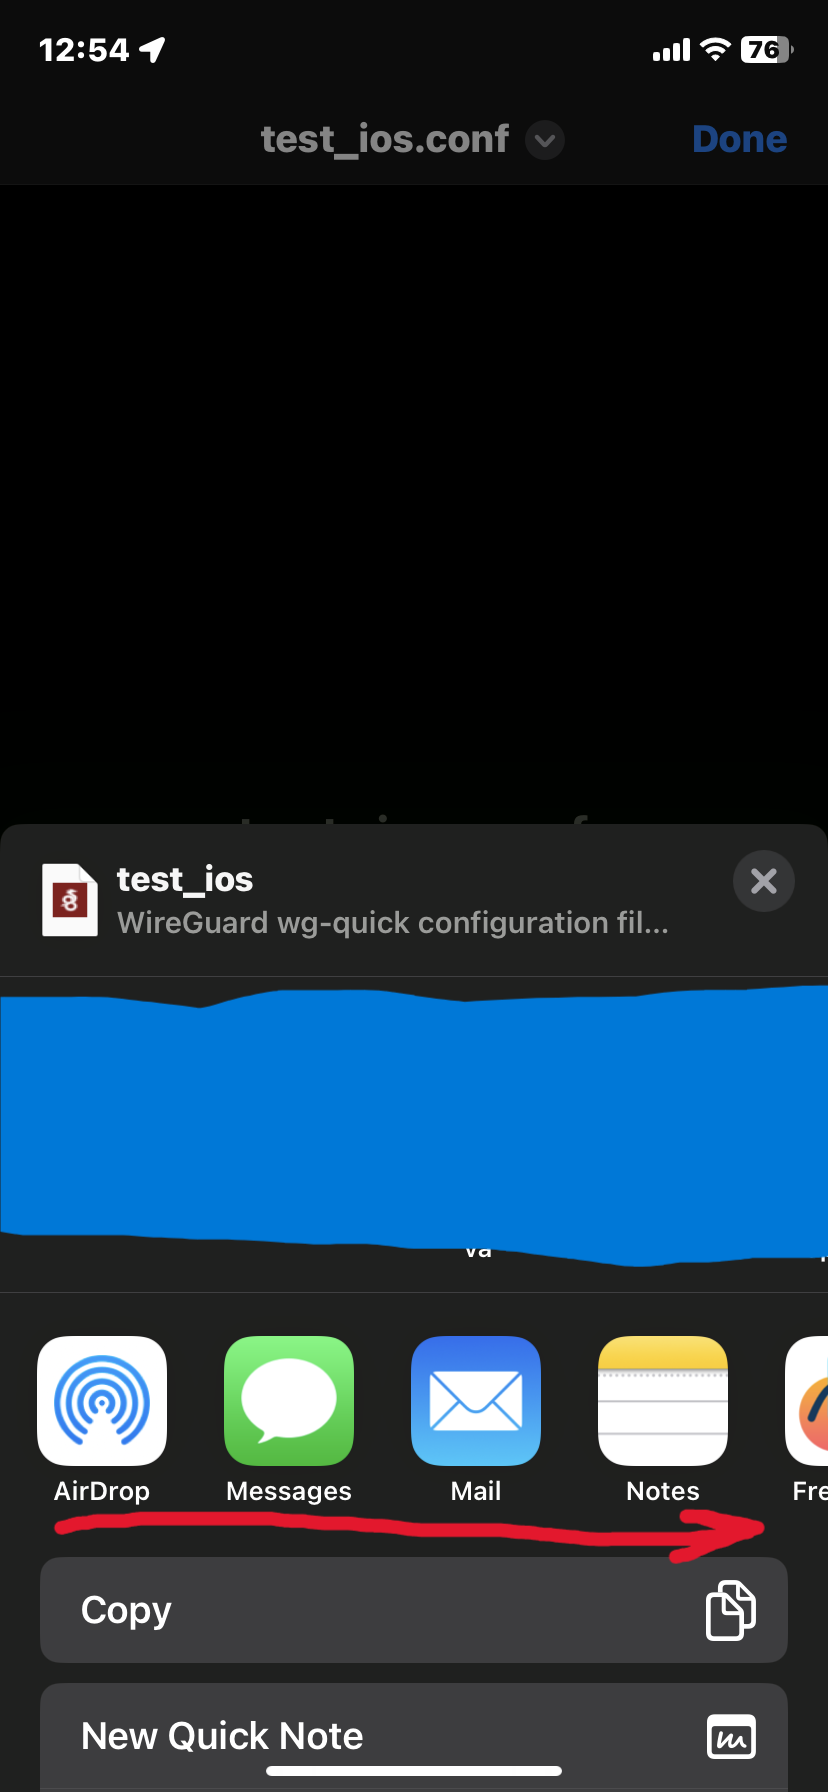 12:54
76
test_ios.conf
Done
test_ios
WireGuard wg-quick configuration fil...
va
AirDrop
Messages
Mail
Notes
Fre
Copy
New Quick Note